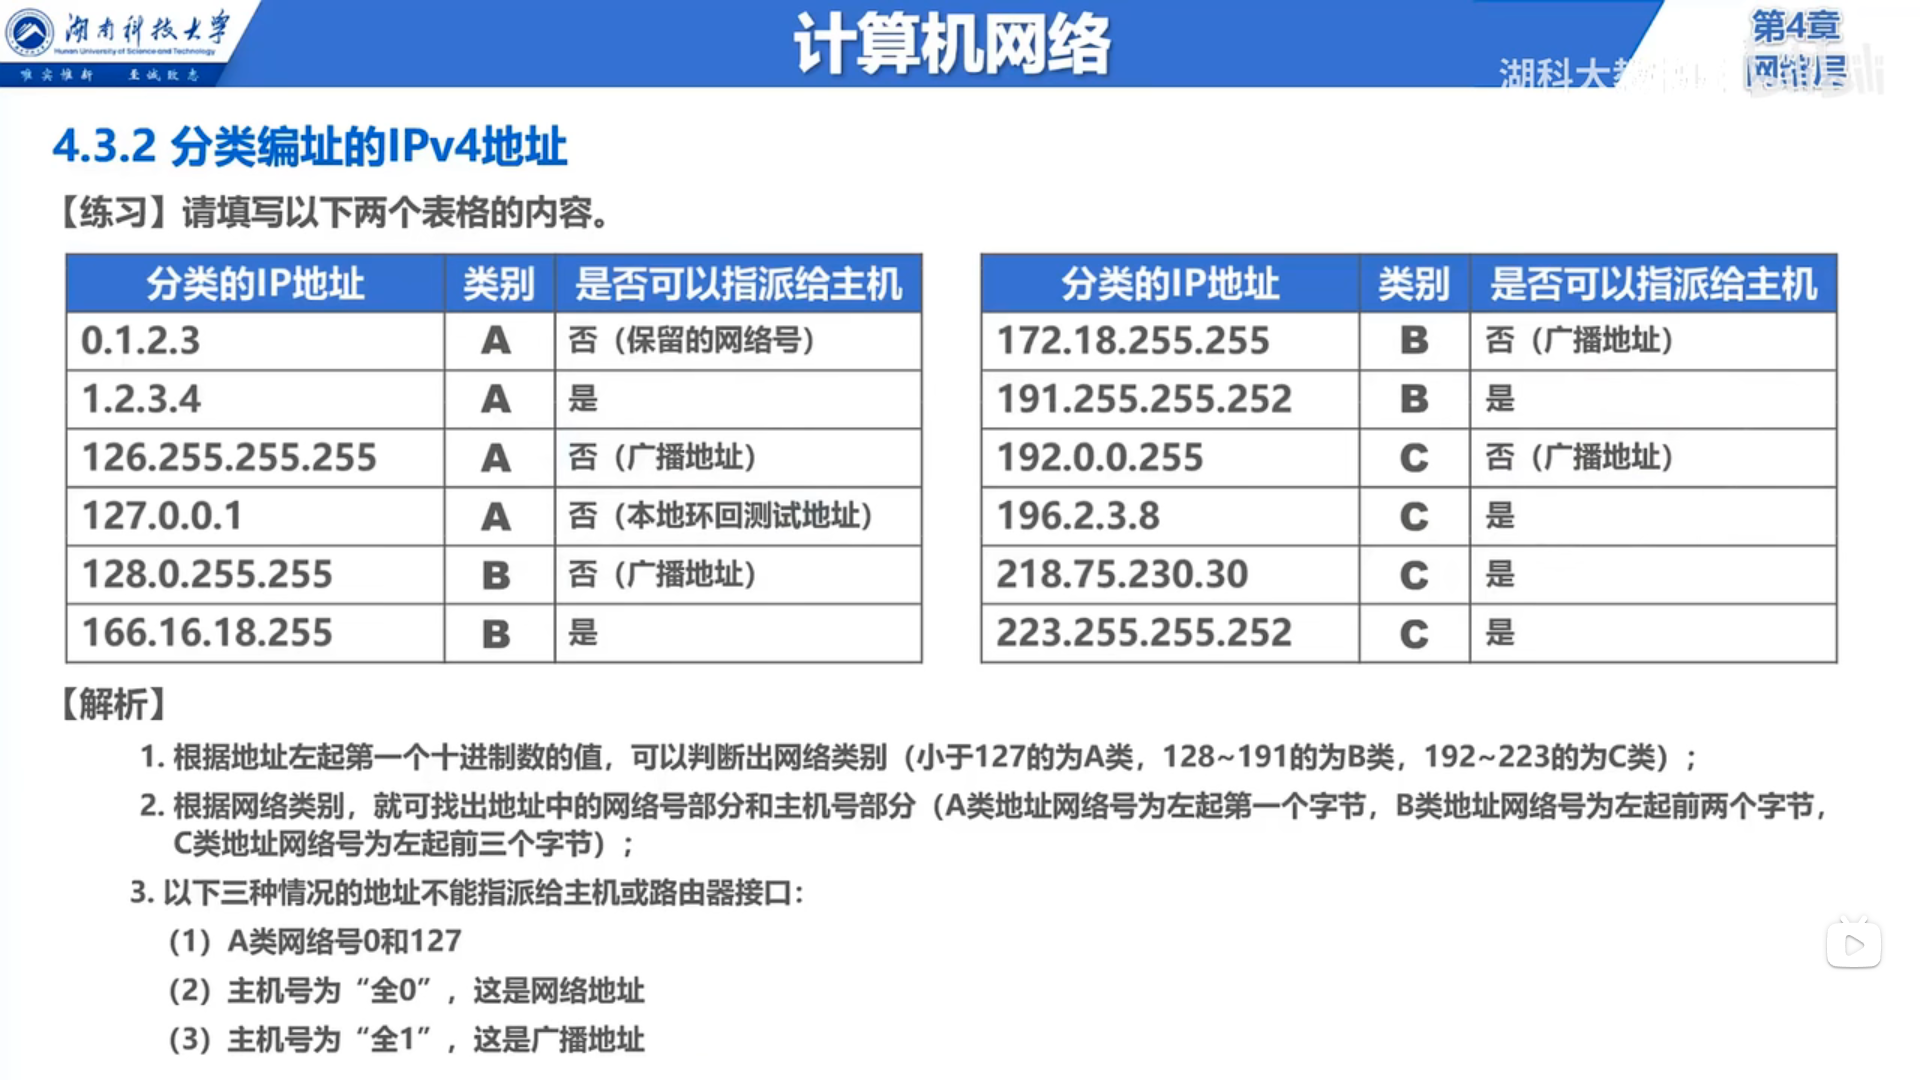 湖南科技大学
Hunan University of Science and Technology
唯实惟新 至诚致志
计算机网络
第4章
网络层
湖科大教
4.3.2 分类编址的IPv4地址
【练习】请填写以下两个表格的内容。
分类的IP地址 类别 是否可以指派给主机
0.1.2.3 A 否（保留的网络号）
1.2.3.4 A 是
126.255.255.255 A 否（广播地址）
127.0.0.1 A 否（本地环回测试地址）
128.0.255.255 B 否（广播地址）
166.16.18.255 B 是
分类的IP地址 类别 是否可以指派给主机
172.18.255.255 B 否（广播地址）
191.255.255.252 B 是
192.0.0.255 C 否（广播地址）
196.2.3.8 C 是
218.75.230.30 C 是
223.255.255.252 C 是
【解析】
1. 根据地址左起第一个十进制数的值，可以判断出网络类别（小于127的为A类，128~191的为B类，192~223的为C类）；
2. 根据网络类别，就可找出地址中的网络号部分和主机号部分（A类地址网络号为左起第一个字节，B类地址网络号为左起前两个字节，
C类地址网络号为左起前三个字节）；
3. 以下三种情况的地址不能指派给主机或路由器接口：
（1）A类网络号0和127
（2）主机号为“全0”，这是网络地址
（3）主机号为“全1”，这是广播地址